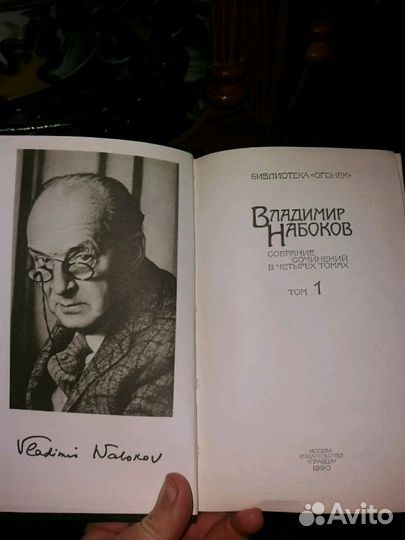 БИБЛИОТЕКА «ОГОНЕК»
ВЛАДИМИР
НАБОКОВ
СОБРАНИЕ
СОЧИНЕНИЙ
В ЧЕТЫРЕХ ТОМАХ
ТОМ 1
Vladimir Nabokov
МОСКВА
ИЗДАТЕЛЬСТВО
«ПРАВДА»
1990
Avito